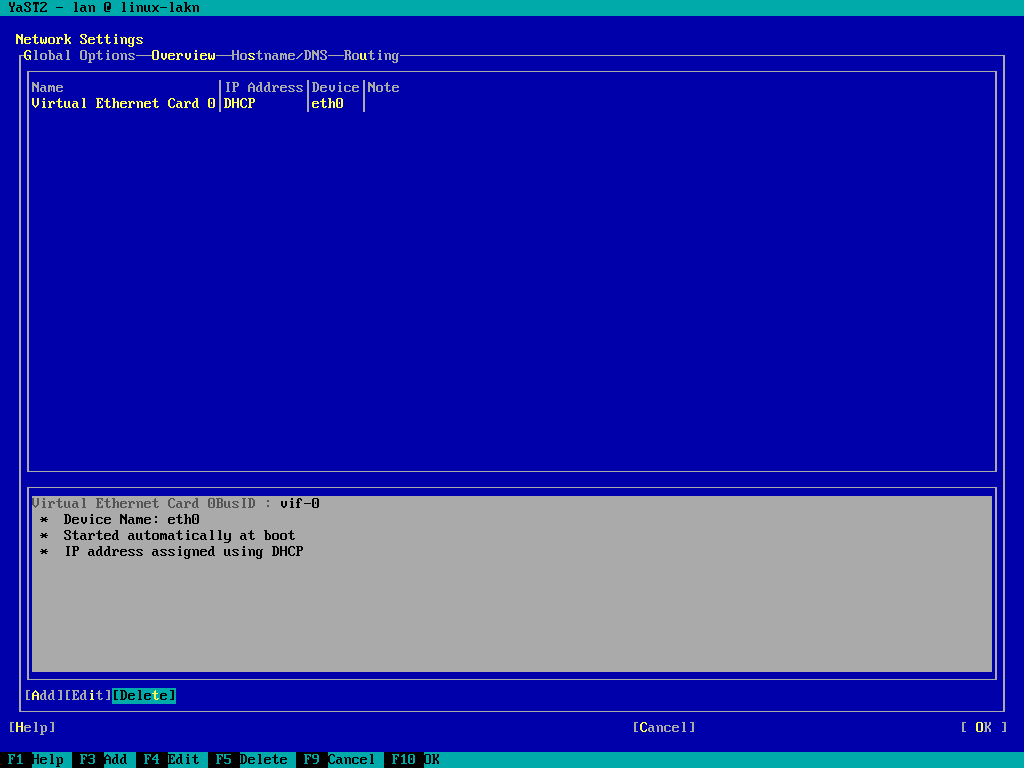 YaST2 - lan @ linux-lakn
Network Settings
Global Options Overview Hostname/DNS Routing
Name IP Address Device Note
Virtual Ethernet Card 0 DHCP eth0
Virtual Ethernet Card 0BusID : vif-0
* Device Name: eth0
* Started automatically at boot
* IP address assigned using DHCP
[Add][Edit][Delete]
[Help] [Cancel] [ OK ]
F1 Help F3 Add F4 Edit F5 Delete F9 Cancel F10 OK